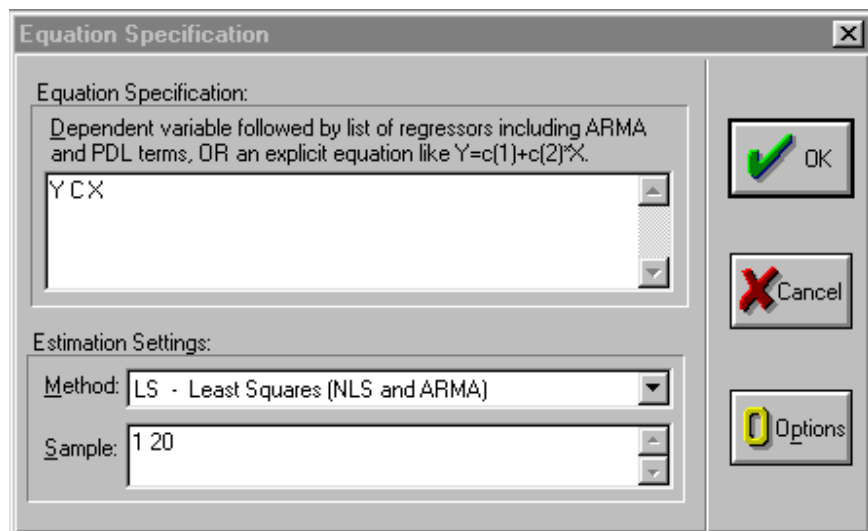 Equation Specification
Equation Specification:
Dependent variable followed by list of regressors including ARMA
and PDL terms, OR an explicit equation like Y=c(1)+c(2)*X.
Y C X
OK
Cancel
Estimation Settings:
Method: LS - Least Squares (NLS and ARMA)
Sample: 1 20
Options